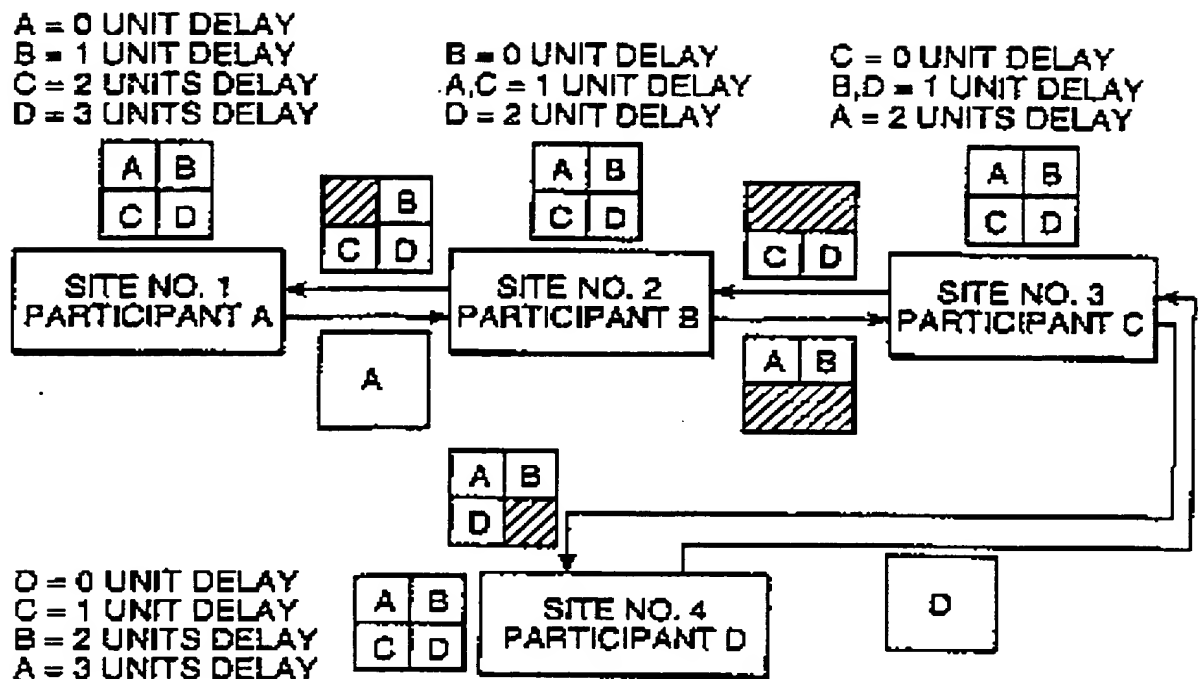 A = 0 UNIT DELAY
B = 1 UNIT DELAY
C = 2 UNITS DELAY
D = 3 UNITS DELAY
B = 0 UNIT DELAY
A,C = 1 UNIT DELAY
D = 2 UNIT DELAY
C = 0 UNIT DELAY
B,D = 1 UNIT DELAY
A = 2 UNITS DELAY
A B
C D
B
C D
A B
C D
C D
A B
C D
SITE NO. 1
PARTICIPANT A
SITE NO. 2
PARTICIPANT B
SITE NO. 3
PARTICIPANT C
A
A B
A B
D
D = 0 UNIT DELAY
C = 1 UNIT DELAY
B = 2 UNITS DELAY
A = 3 UNITS DELAY
A B
C D
SITE NO. 4
PARTICIPANT D
D